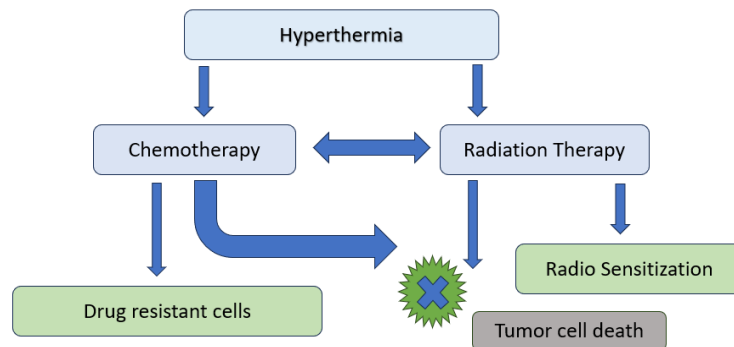 Hyperthermia
Chemotherapy
Radiation Therapy
Radio Sensitization
Drug resistant cells
Tumor cell death